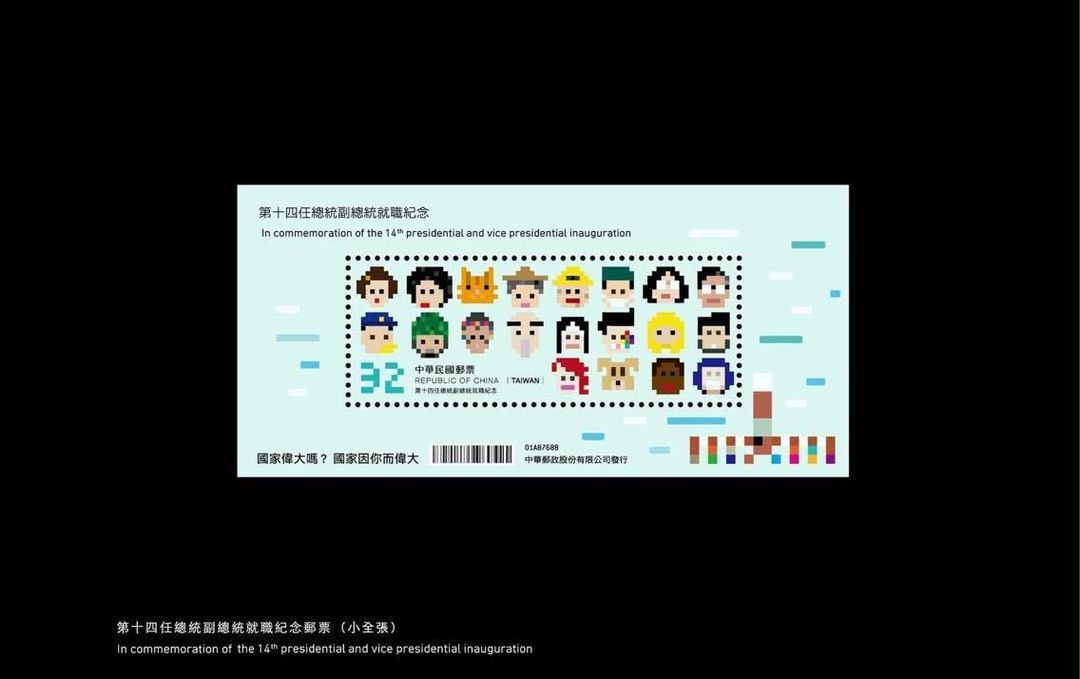 第十四任總統副總統就職紀念
In commemoration of the 14th presidential and vice presidential inauguration
32
中華民國郵票
REPUBLIC OF CHINA [ TAIWAN ]
第十四任總統副總統就職紀念
國家偉大嗎？ 國家因你而偉大
01AB7688
中華郵政股份有限公司發行
第十四任總統副總統就職紀念郵票（小全張）
In commemoration of the 14th presidential and vice presidential inauguration